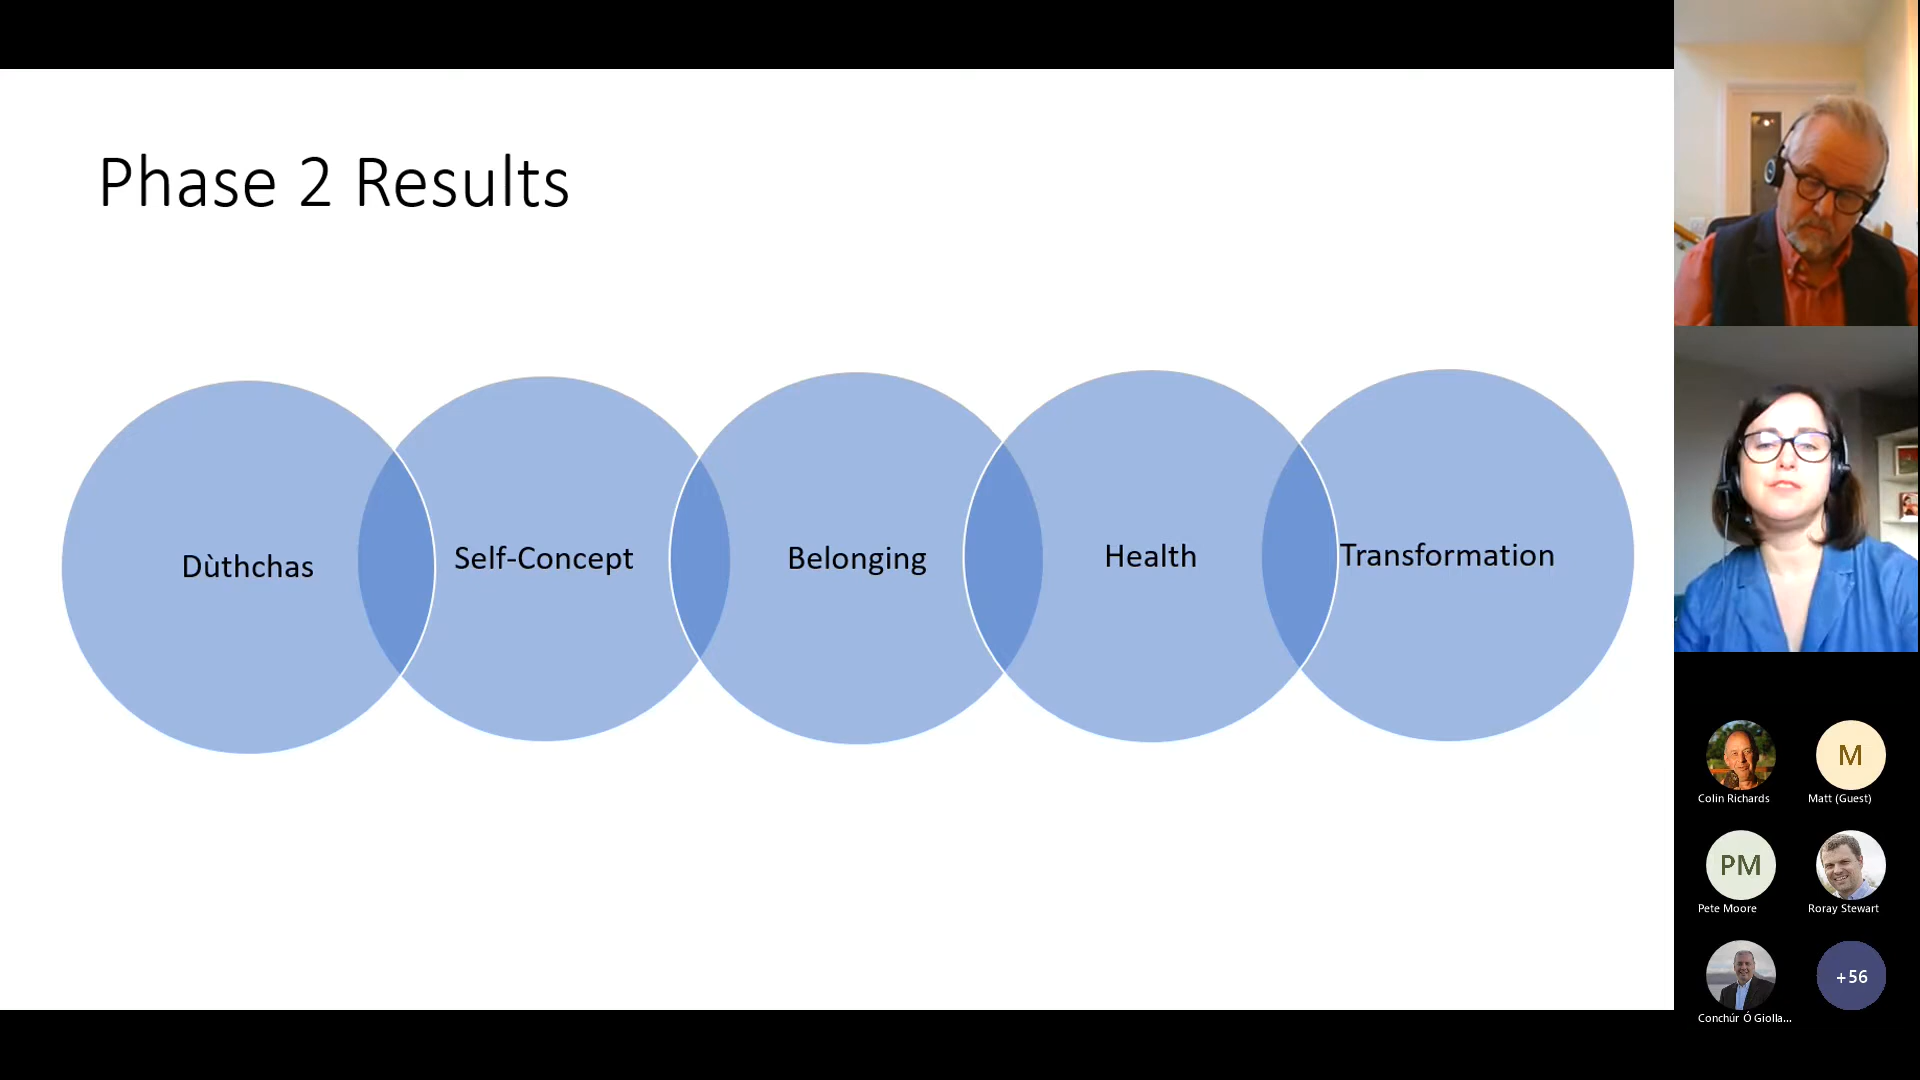 Phase 2 Results
Dùthchas
Self-Concept
Belonging
Health
Transformation
M
Colin Richards
Matt (Guest)
PM
Pete Moore
Roray Stewart
+56
Conchúr Ó Giolla...